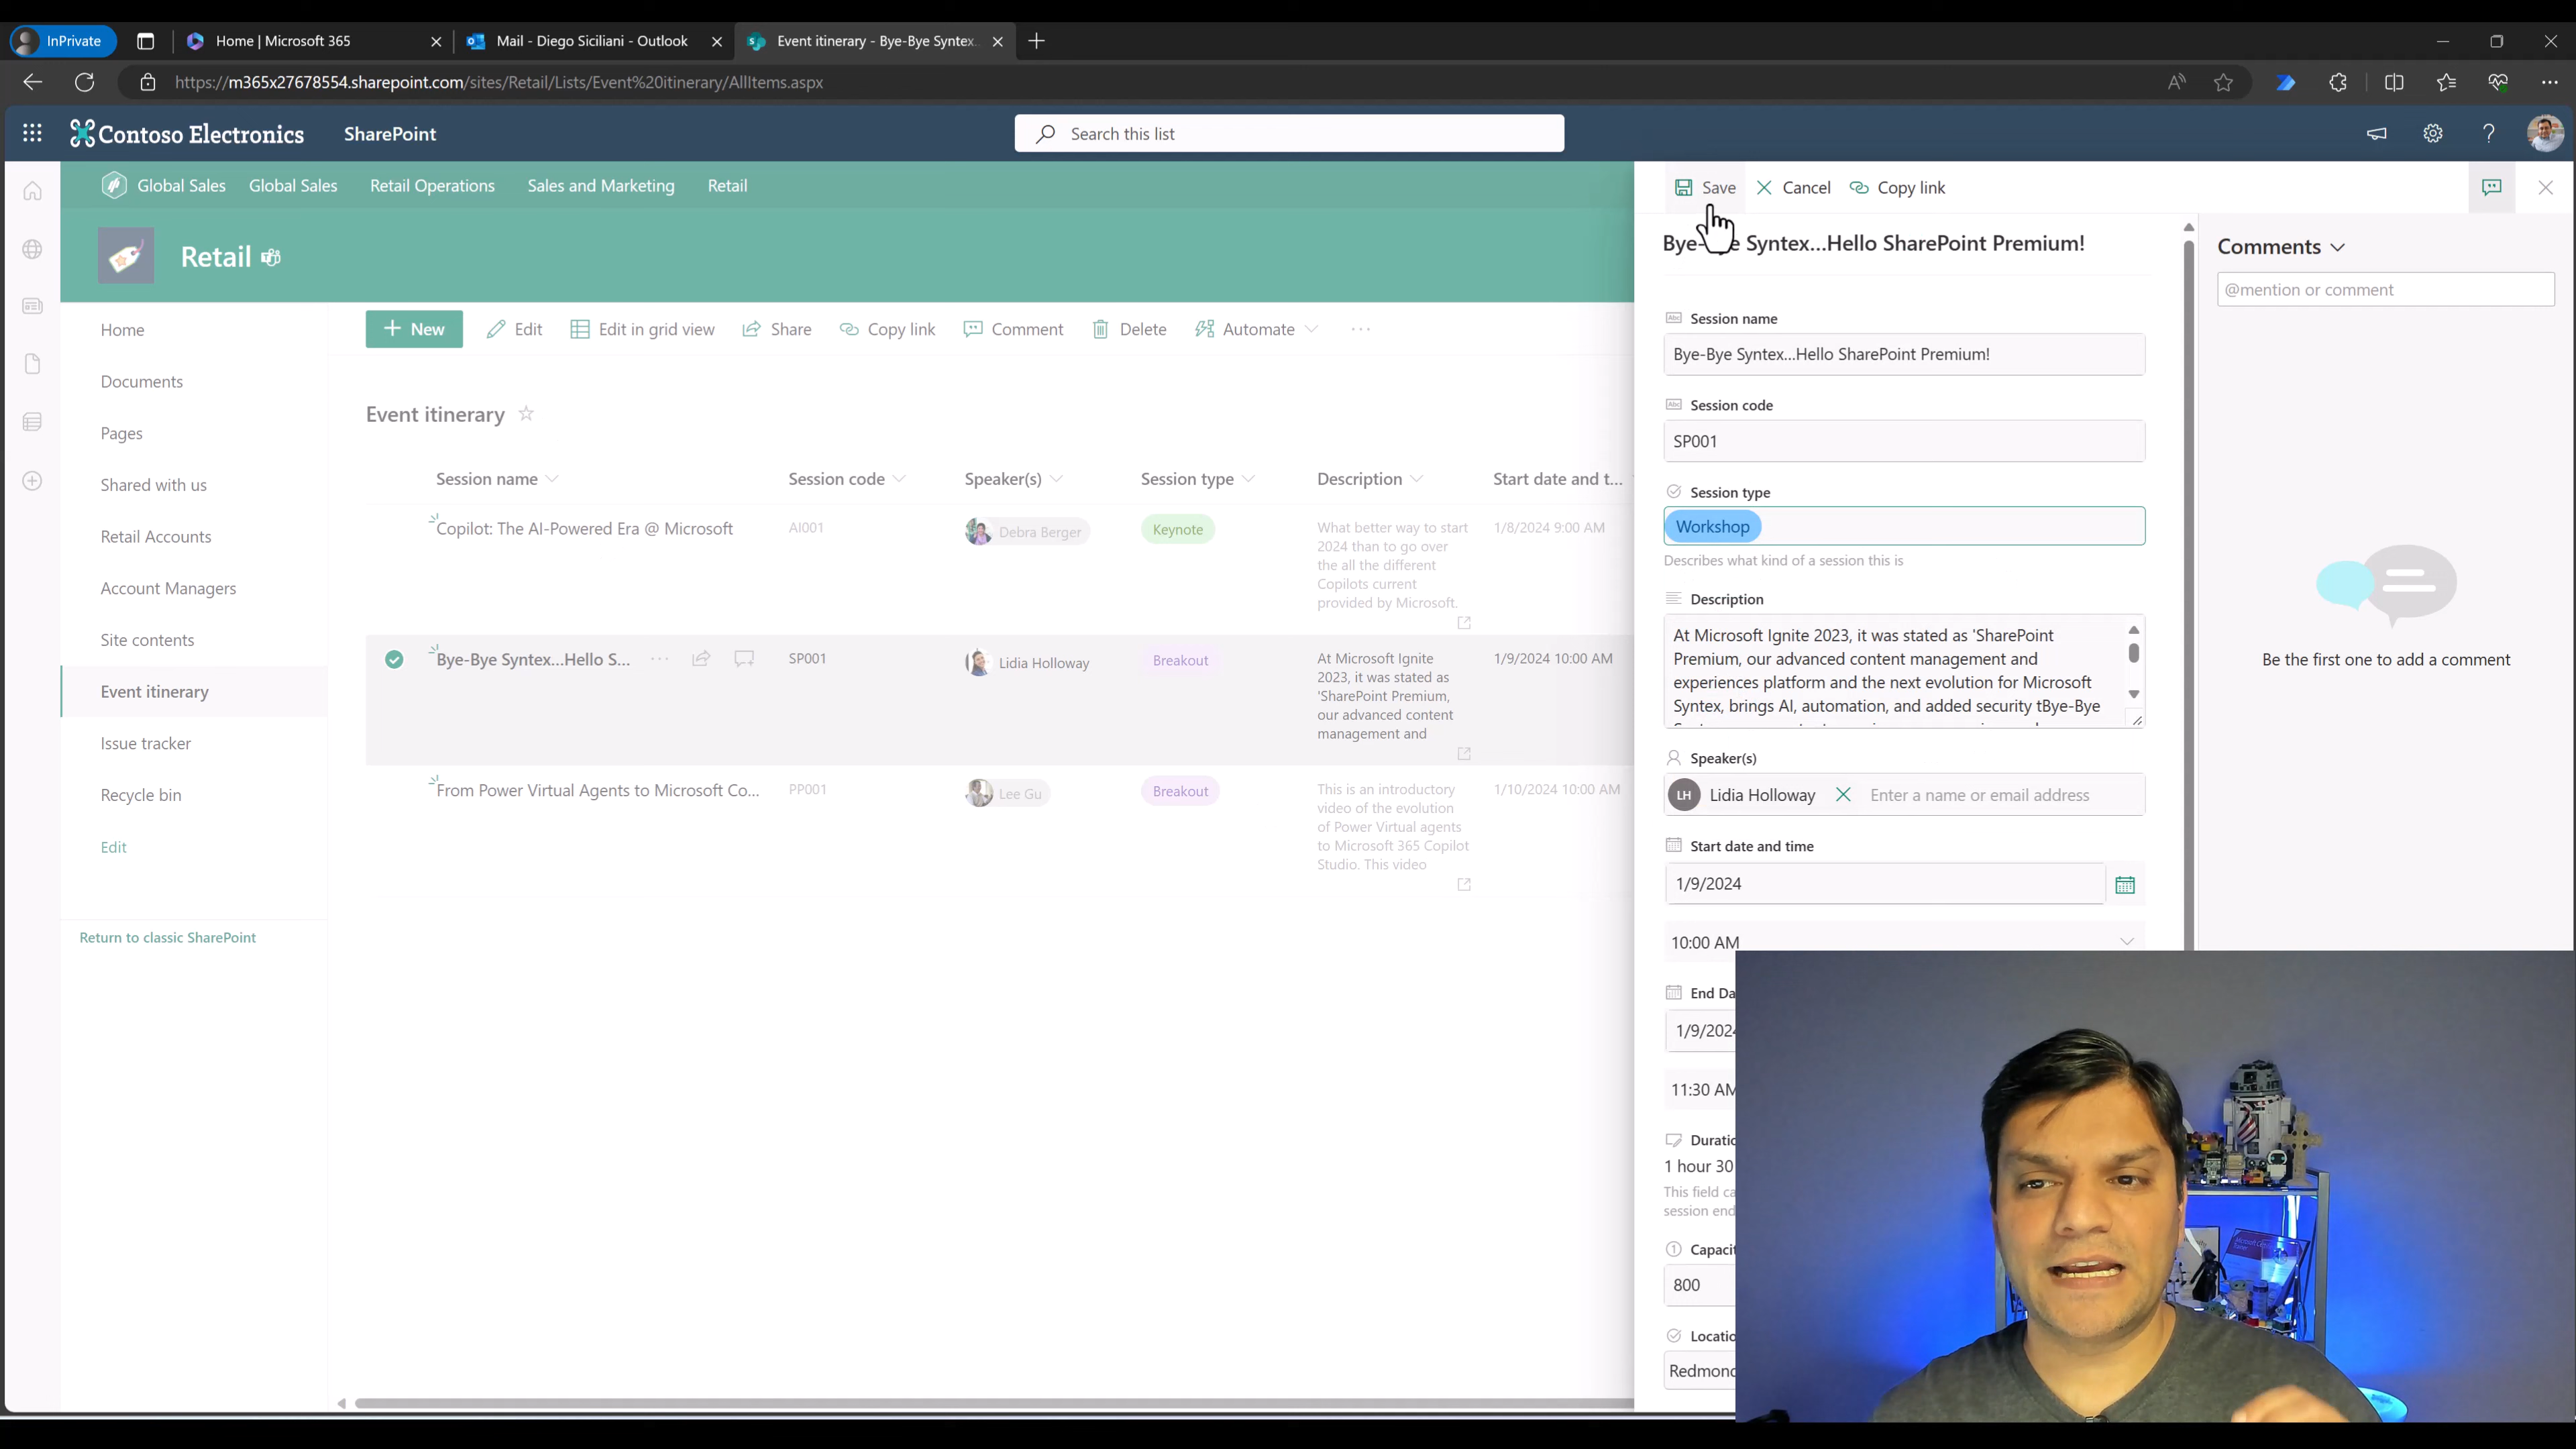 InPrivate
Home | Microsoft 365
Mail - Diego Siciliani - Outlook
Event itinerary - Bye-Bye Syntex...
https://m365x27678554.sharepoint.com/sites/Retail/Lists/Event%20itinerary/AllItems.aspx
Contoso Electronics
SharePoint
Search this list
Global Sales
Global Sales
Retail Operations
Sales and Marketing
Retail
Retail
Home
Documents
Pages
Shared with us
Retail Accounts
Account Managers
Site contents
Event itinerary
Issue tracker
Recycle bin
Edit
Return to classic SharePoint
New
Edit
Edit in grid view
Share
Copy link
Comment
Delete
Automate
Event itinerary
Session name
Session code
Speaker(s)
Session type
Description
Start date and t...
Copilot: The AI-Powered Era @ Microsoft
AI001
Debra Berger
Keynote
What better way to start
2024 than to go over
the all the different
Copilots current
provided by Microsoft.
1/8/2024 9:00 AM
Bye-Bye Syntex...Hello S...
SP001
Lidia Holloway
Breakout
At Microsoft Ignite
2023, it was stated as
'SharePoint Premium,
our advanced content
management and
1/9/2024 10:00 AM
From Power Virtual Agents to Microsoft Co...
PP001
Lee Gu
Breakout
This is an introductory
video of the evolution
of Power Virtual agents
to Microsoft 365 Copilot
Studio. This video
1/10/2024 10:00 AM
Save
Cancel
Copy link
Bye-Bye Syntex...Hello SharePoint Premium!
Session name
Bye-Bye Syntex...Hello SharePoint Premium!
Session code
SP001
Session type
Workshop
Describes what kind of a session this is
Description
At Microsoft Ignite 2023, it was stated as 'SharePoint
Premium, our advanced content management and
experiences platform and the next evolution for Microsoft
Syntex, brings AI, automation, and added security tBye-Bye
Speaker(s)
LH
Lidia Holloway
Enter a name or email address
Start date and time
1/9/2024
10:00 AM
End Da
1/9/2024
11:30 AM
Duratio
1 hour 30
This field ca
session end
Capacit
800
Locatio
Redmond
Comments
@mention or comment
Be the first one to add a comment